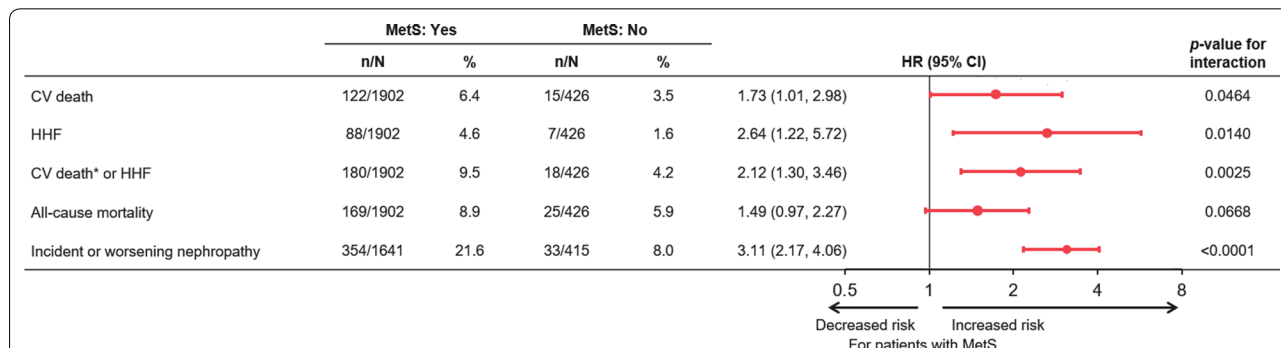 MetS: Yes MetS: No
n/N % n/N % HR (95% CI) p-value for interaction
CV death 122/1902 6.4 15/426 3.5 1.73 (1.01, 2.98) 0.0464
HHF 88/1902 4.6 7/426 1.6 2.64 (1.22, 5.72) 0.0140
CV death* or HHF 180/1902 9.5 18/426 4.2 2.12 (1.30, 3.46) 0.0025
All-cause mortality 169/1902 8.9 25/426 5.9 1.49 (0.97, 2.27) 0.0668
Incident or worsening nephropathy 354/1641 21.6 33/415 8.0 3.11 (2.17, 4.06) <0.0001
0.5 1 2 4 8
Decreased risk Increased risk
For patients with MetS